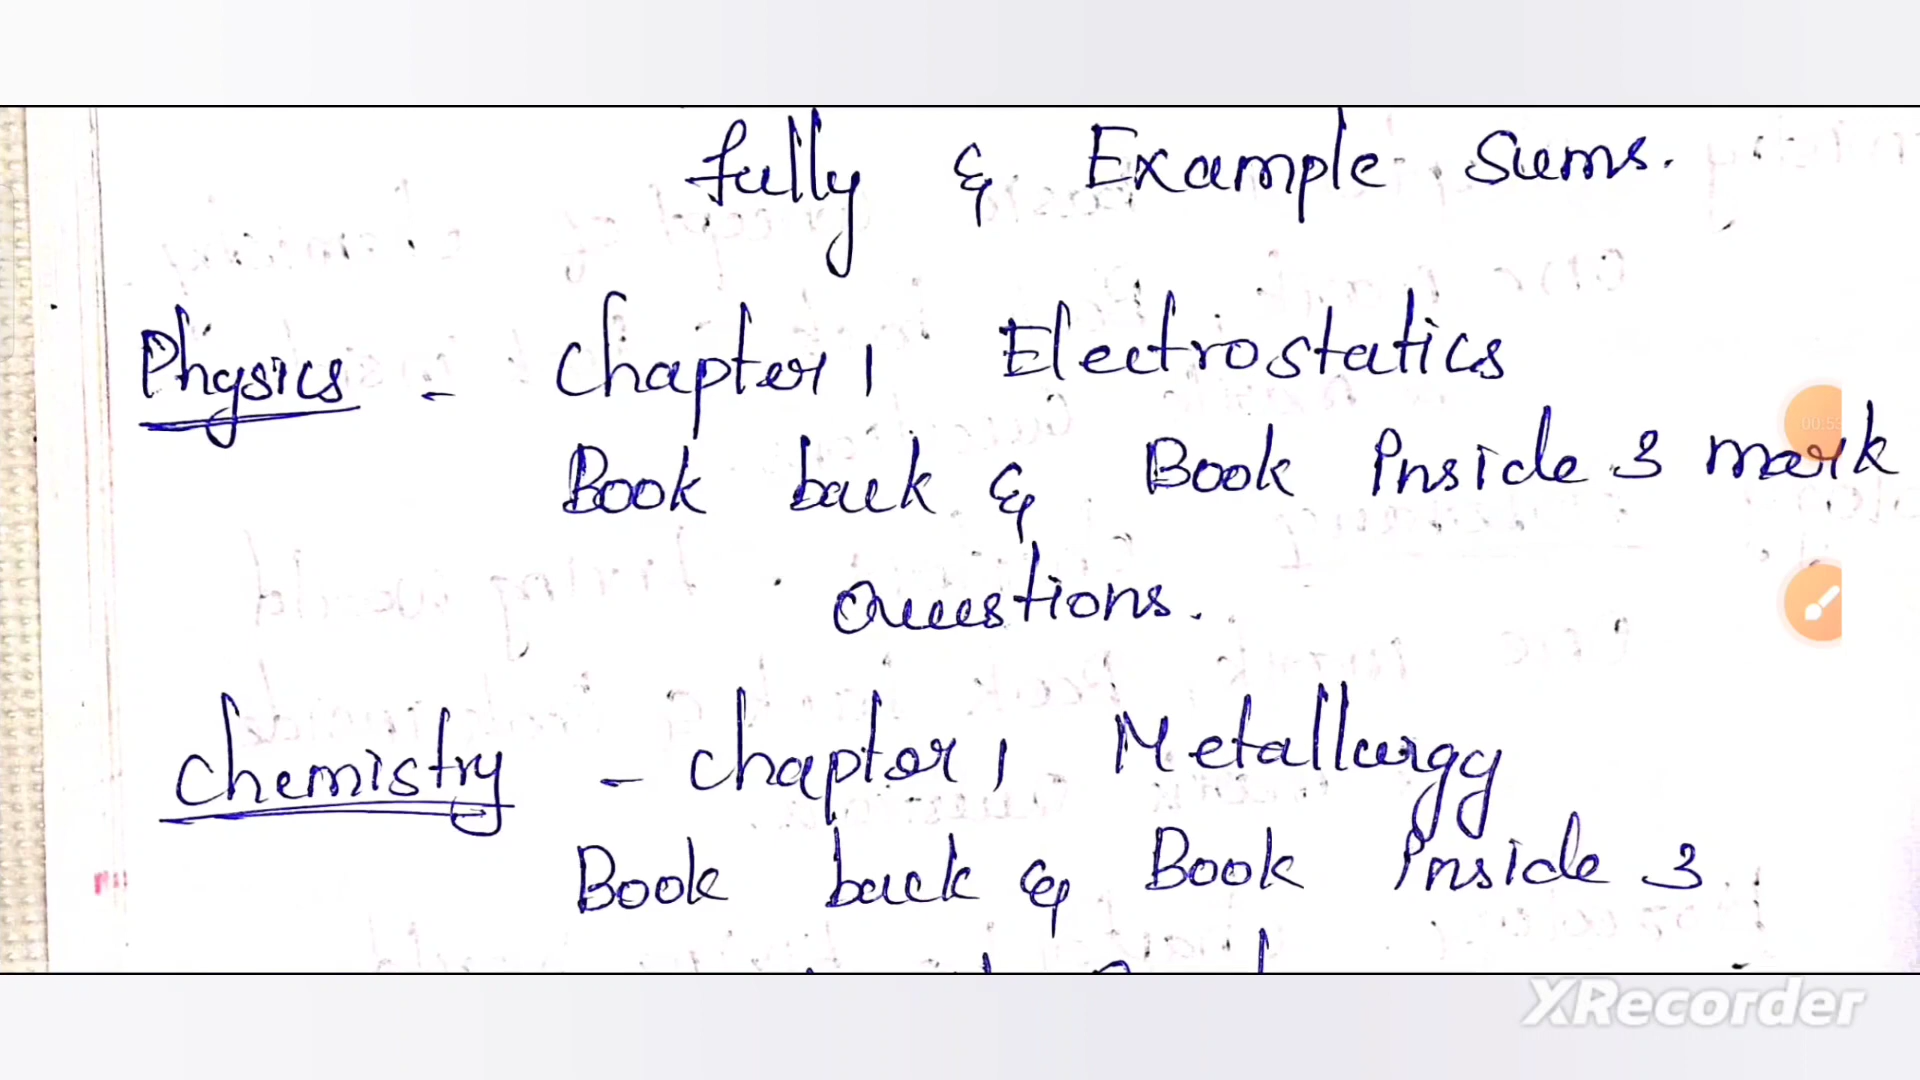 fully & Example sums.
Physics - Chapter 1 Electrostatics
Book back & Book Inside 3 mark
Questions.
Chemistry - Chapter 1 Metallurgy
Book back & Book Inside 3
XRecorder